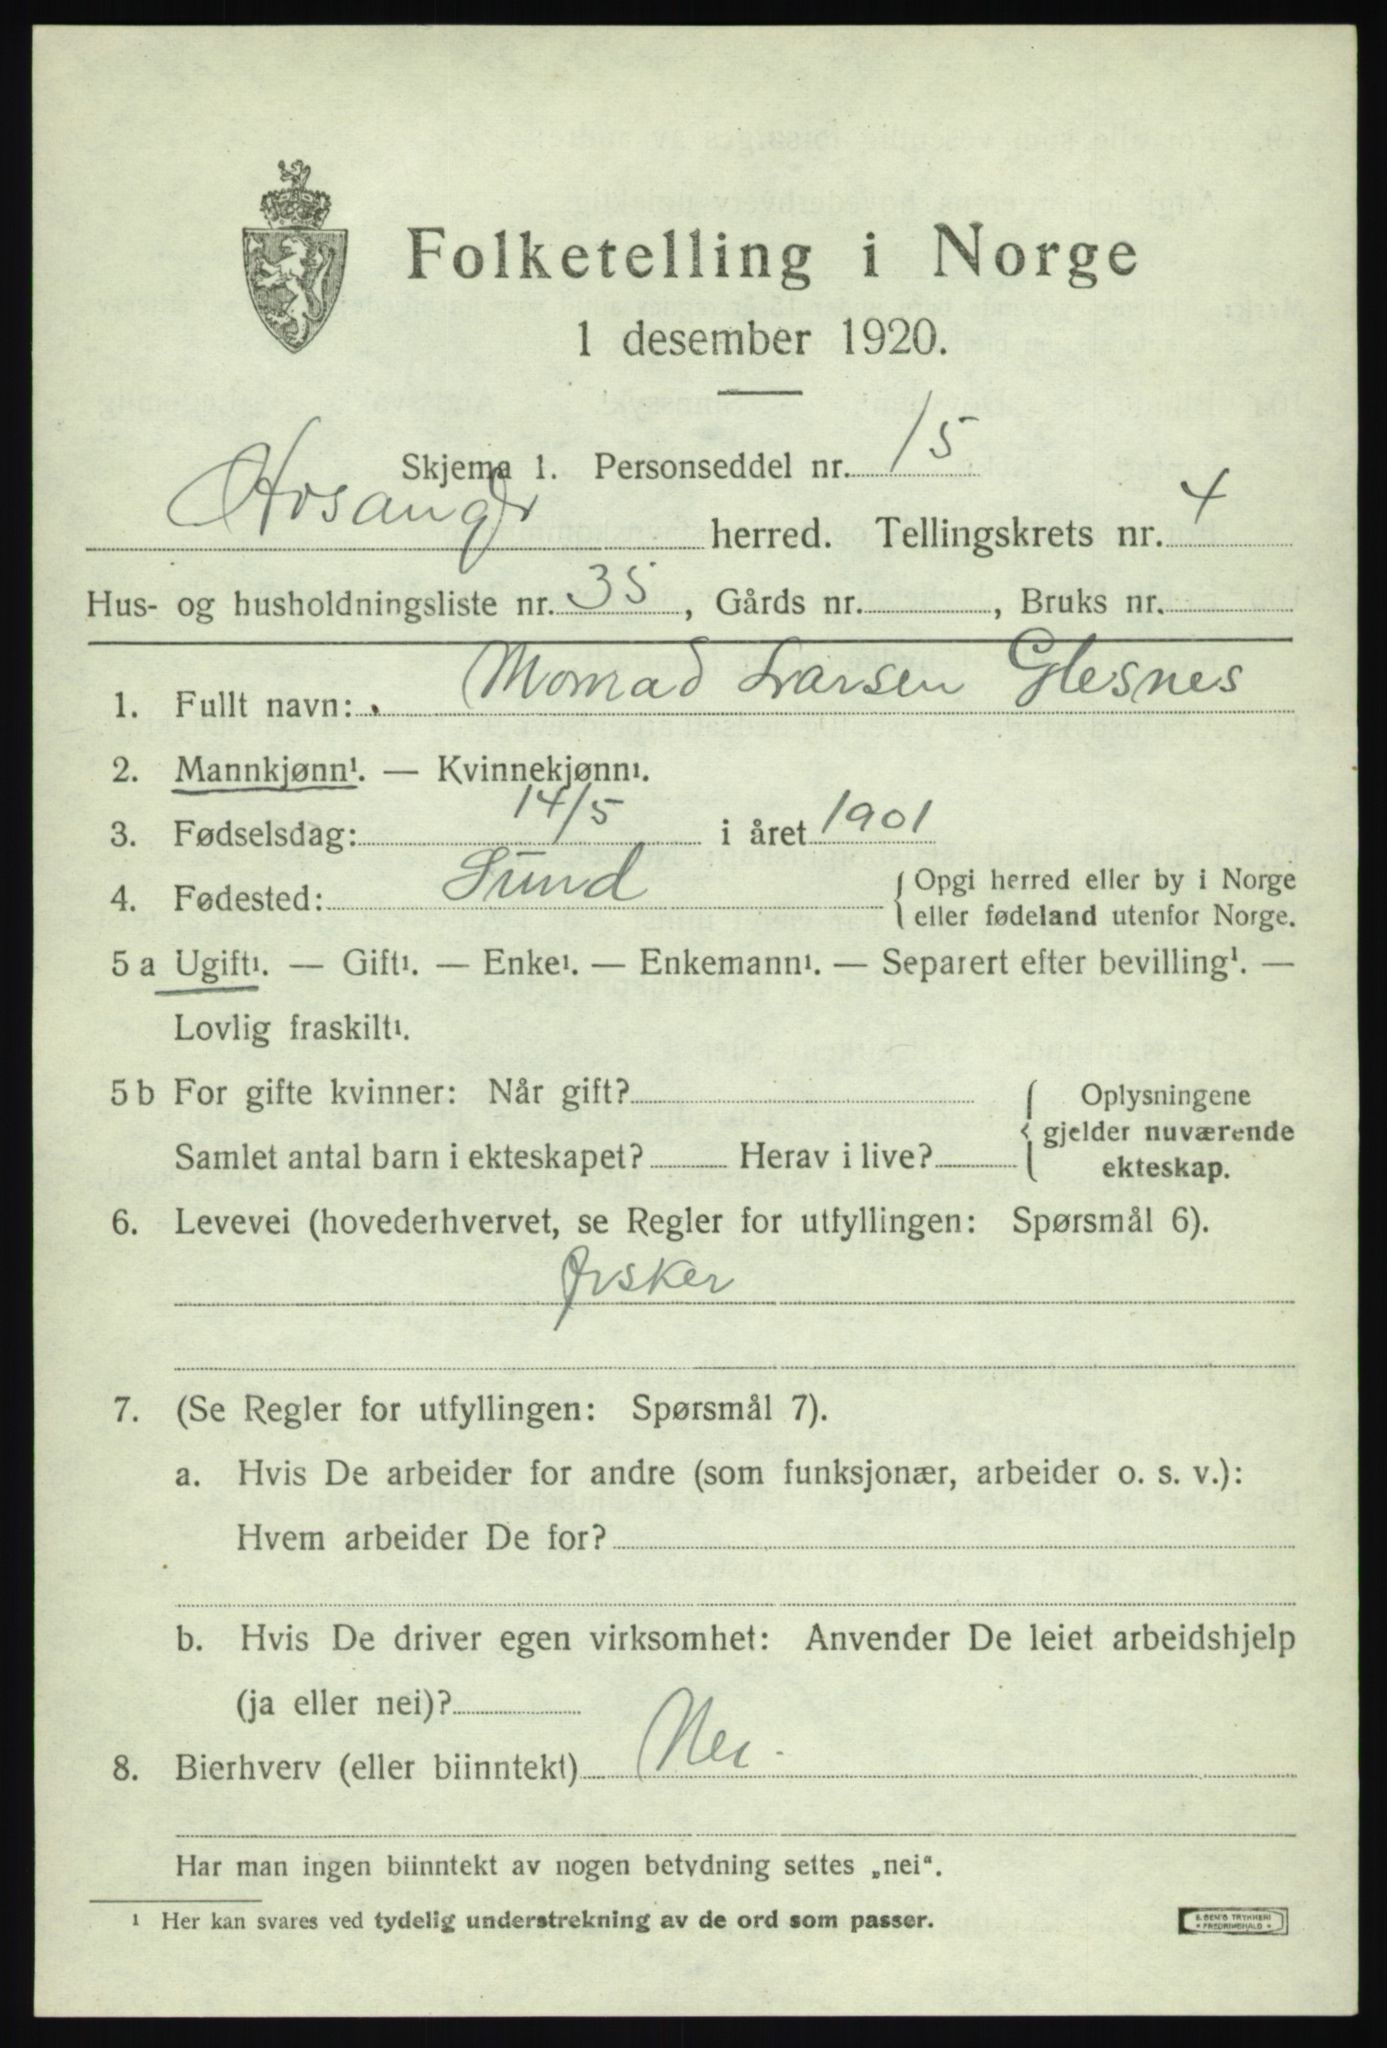 Folketelling i Norge
1 desember 1920.
Skjema 1. Personseddel nr. 15
Hosanger herred. Tellingskrets nr. 4
Hus- og husholdningsliste nr. 35, Gårds nr. , Bruks nr.
1. Fullt navn: Monrad Larsen Glesnes
2. Mannkjønn¹. — Kvinnekjønn¹.
3. Fødselsdag: 14/5 i året 1901
4. Fødested: Sund { Opgi herred eller by i Norge
eller fødeland utenfor Norge.
5 a Ugift¹. — Gift¹. — Enke¹. — Enkemann¹. — Separert efter bevilling¹. —
Lovlig fraskilt¹.
5 b For gifte kvinner: Når gift? { Oplysningene
gjelder nuværende
Samlet antal barn i ekteskapet? Herav i live? ekteskap.
6. Levevei (hovederhvervet, se Regler for utfyllingen: Spørsmål 6).
Fisker
7. (Se Regler for utfyllingen: Spørsmål 7).
a. Hvis De arbeider for andre (som funksjonær, arbeider o. s. v.):
Hvem arbeider De for?
b. Hvis De driver egen virksomhet: Anvender De leiet arbeidshjelp
(ja eller nei)?
8. Bierhverv (eller biinntekt) Nei.
Har man ingen biinntekt av nogen betydning settes „nei“.
¹ Her kan svares ved tydelig understrekning av de ord som passer.
E. SEM'S TRYKKERI
* FREDRIKSHALD *